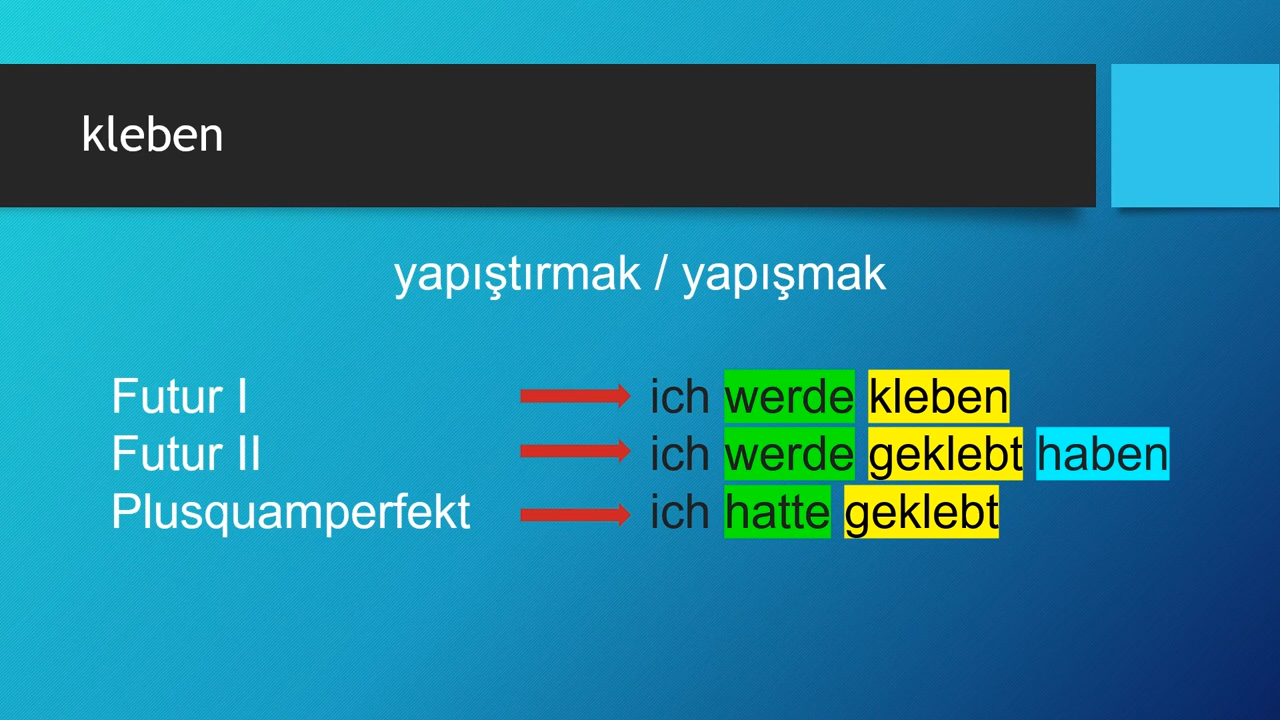 kleben
yapıştırmak / yapışmak
Futur I ich werde kleben
Futur II ich werde geklebt haben
Plusquamperfekt ich hatte geklebt